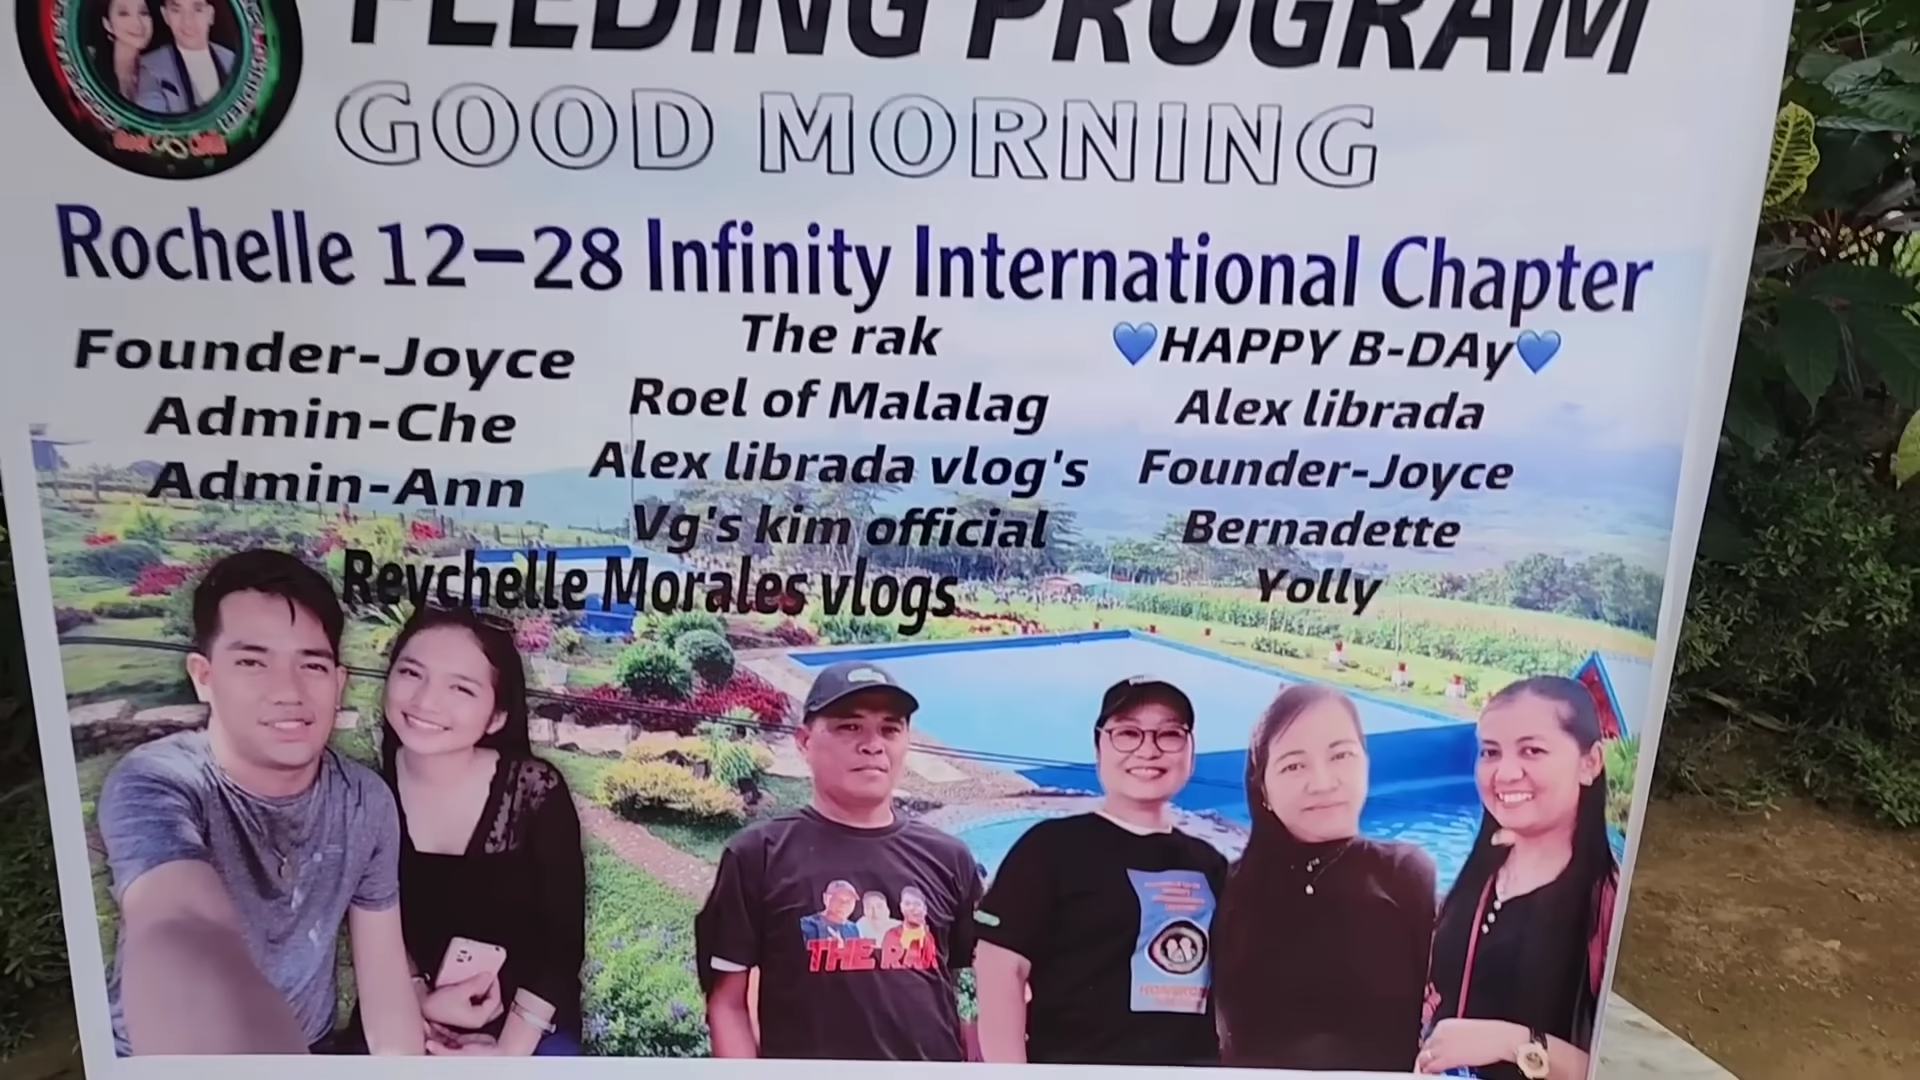 FEEDING PROGRAM
GOOD MORNING
Rochelle 12-28 Infinity International Chapter
Founder-Joyce
Admin-Che
Admin-Ann
The rak
Roel of Malalag
Alex librada vlog's
Vg's kim official
Reychelle Morales vlogs
💙HAPPY B-DAy💙
Alex librada
Founder-Joyce
Bernadette
Yolly
THE RAK